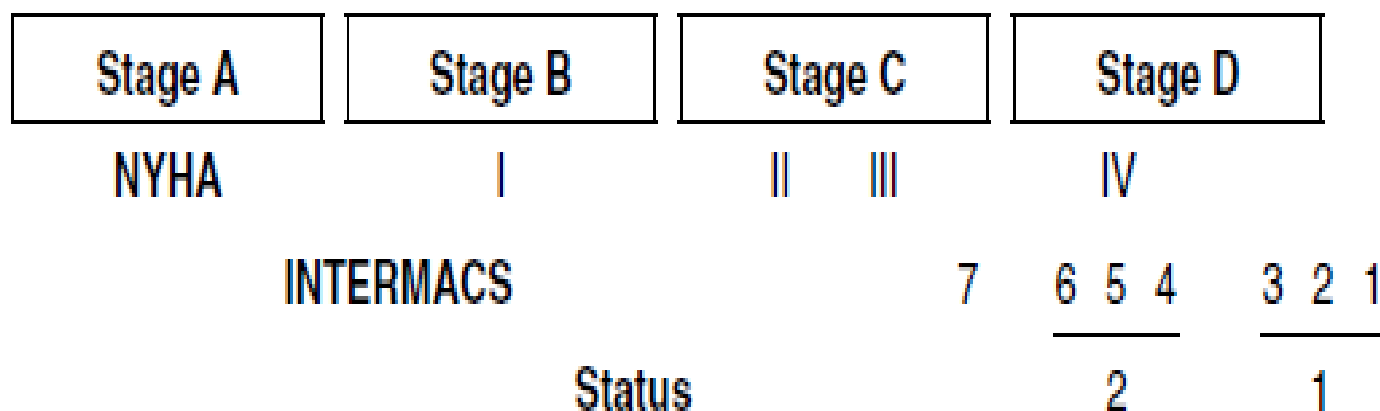 Stage A Stage B Stage C Stage D
NYHA I II III IV
INTERMACS 7 6 5 4 3 2 1
Status 2 1